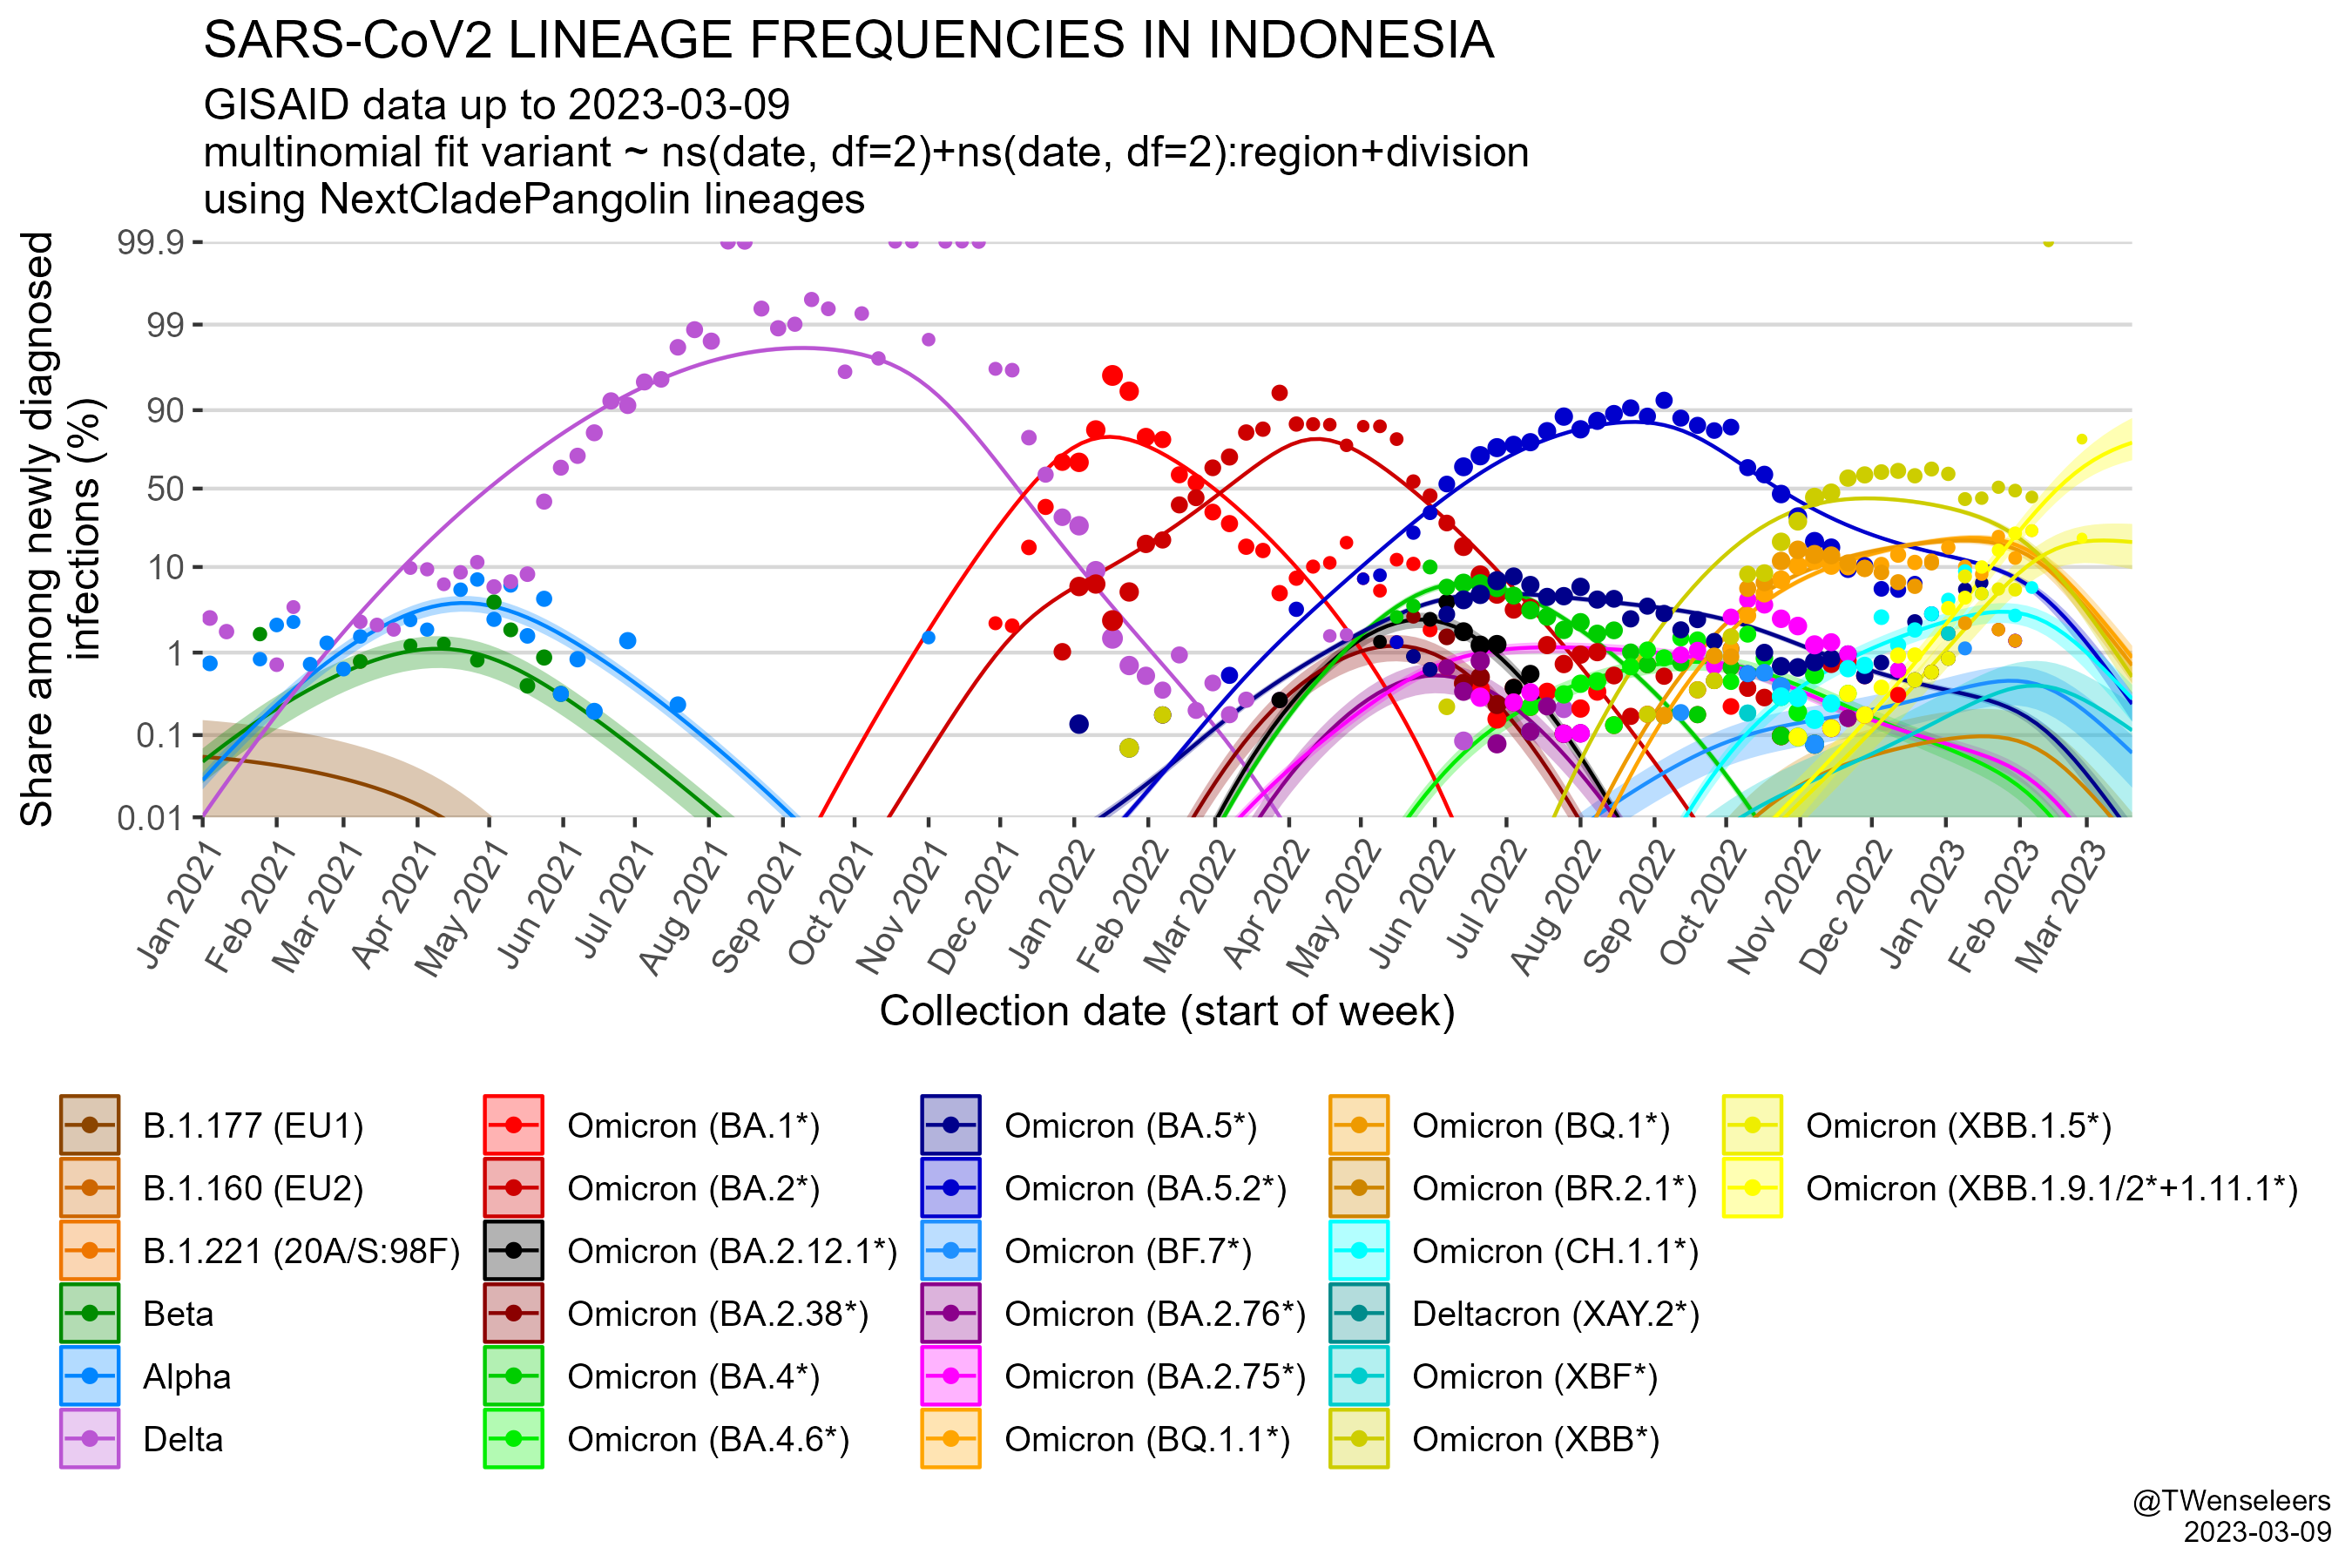 SARS-CoV2 LINEAGE FREQUENCIES IN INDONESIA
GISAID data up to 2023-03-09
multinomial fit variant ~ ns(date, df=2)+ns(date, df=2):region+division
using NextCladePangolin lineages
Share among newly diagnosed
infections (%)
99.9
99
90
50
10
1
0.1
0.01
Jan 2021
Feb 2021
Mar 2021
Apr 2021
May 2021
Jun 2021
Jul 2021
Aug 2021
Sep 2021
Oct 2021
Nov 2021
Dec 2021
Jan 2022
Feb 2022
Mar 2022
Apr 2022
May 2022
Jun 2022
Jul 2022
Aug 2022
Sep 2022
Oct 2022
Nov 2022
Dec 2022
Jan 2023
Feb 2023
Mar 2023
Collection date (start of week)
B.1.177 (EU1)
B.1.160 (EU2)
B.1.221 (20A/S:98F)
Beta
Alpha
Delta
Omicron (BA.1*)
Omicron (BA.2*)
Omicron (BA.2.12.1*)
Omicron (BA.2.38*)
Omicron (BA.4*)
Omicron (BA.4.6*)
Omicron (BA.5*)
Omicron (BA.5.2*)
Omicron (BF.7*)
Omicron (BA.2.76*)
Omicron (BA.2.75*)
Omicron (BQ.1.1*)
Omicron (BQ.1*)
Omicron (BR.2.1*)
Omicron (CH.1.1*)
Deltacron (XAY.2*)
Omicron (XBF*)
Omicron (XBB*)
Omicron (XBB.1.5*)
Omicron (XBB.1.9.1/2*+1.11.1*)
@TWenseleers
2023-03-09